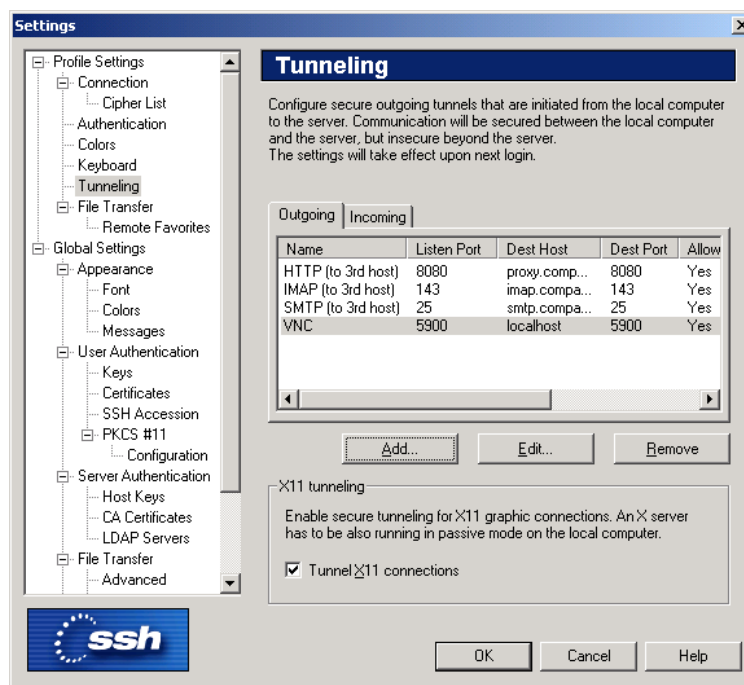 Settings
Profile Settings
Connection
Cipher List
Authentication
Colors
Keyboard
Tunneling
File Transfer
Remote Favorites
Global Settings
Appearance
Font
Colors
Messages
User Authentication
Keys
Certificates
SSH Accession
PKCS #11
Configuration
Server Authentication
Host Keys
CA Certificates
LDAP Servers
File Transfer
Advanced
ssh
Tunneling
Configure secure outgoing tunnels that are initiated from the local computer
to the server. Communication will be secured between the local computer
and the server, but insecure beyond the server.
The settings will take effect upon next login.
Outgoing Incoming
Name Listen Port Dest Host Dest Port Allow
HTTP (to 3rd host) 8080 proxy.comp... 8080 Yes
IMAP (to 3rd host) 143 imap.compa... 143 Yes
SMTP (to 3rd host) 25 smtp.compa... 25 Yes
VNC 5900 localhost 5900 Yes
Add... Edit... Remove
X11 tunneling
Enable secure tunneling for X11 graphic connections. An X server
has to be also running in passive mode on the local computer.
Tunnel X11 connections
OK Cancel Help